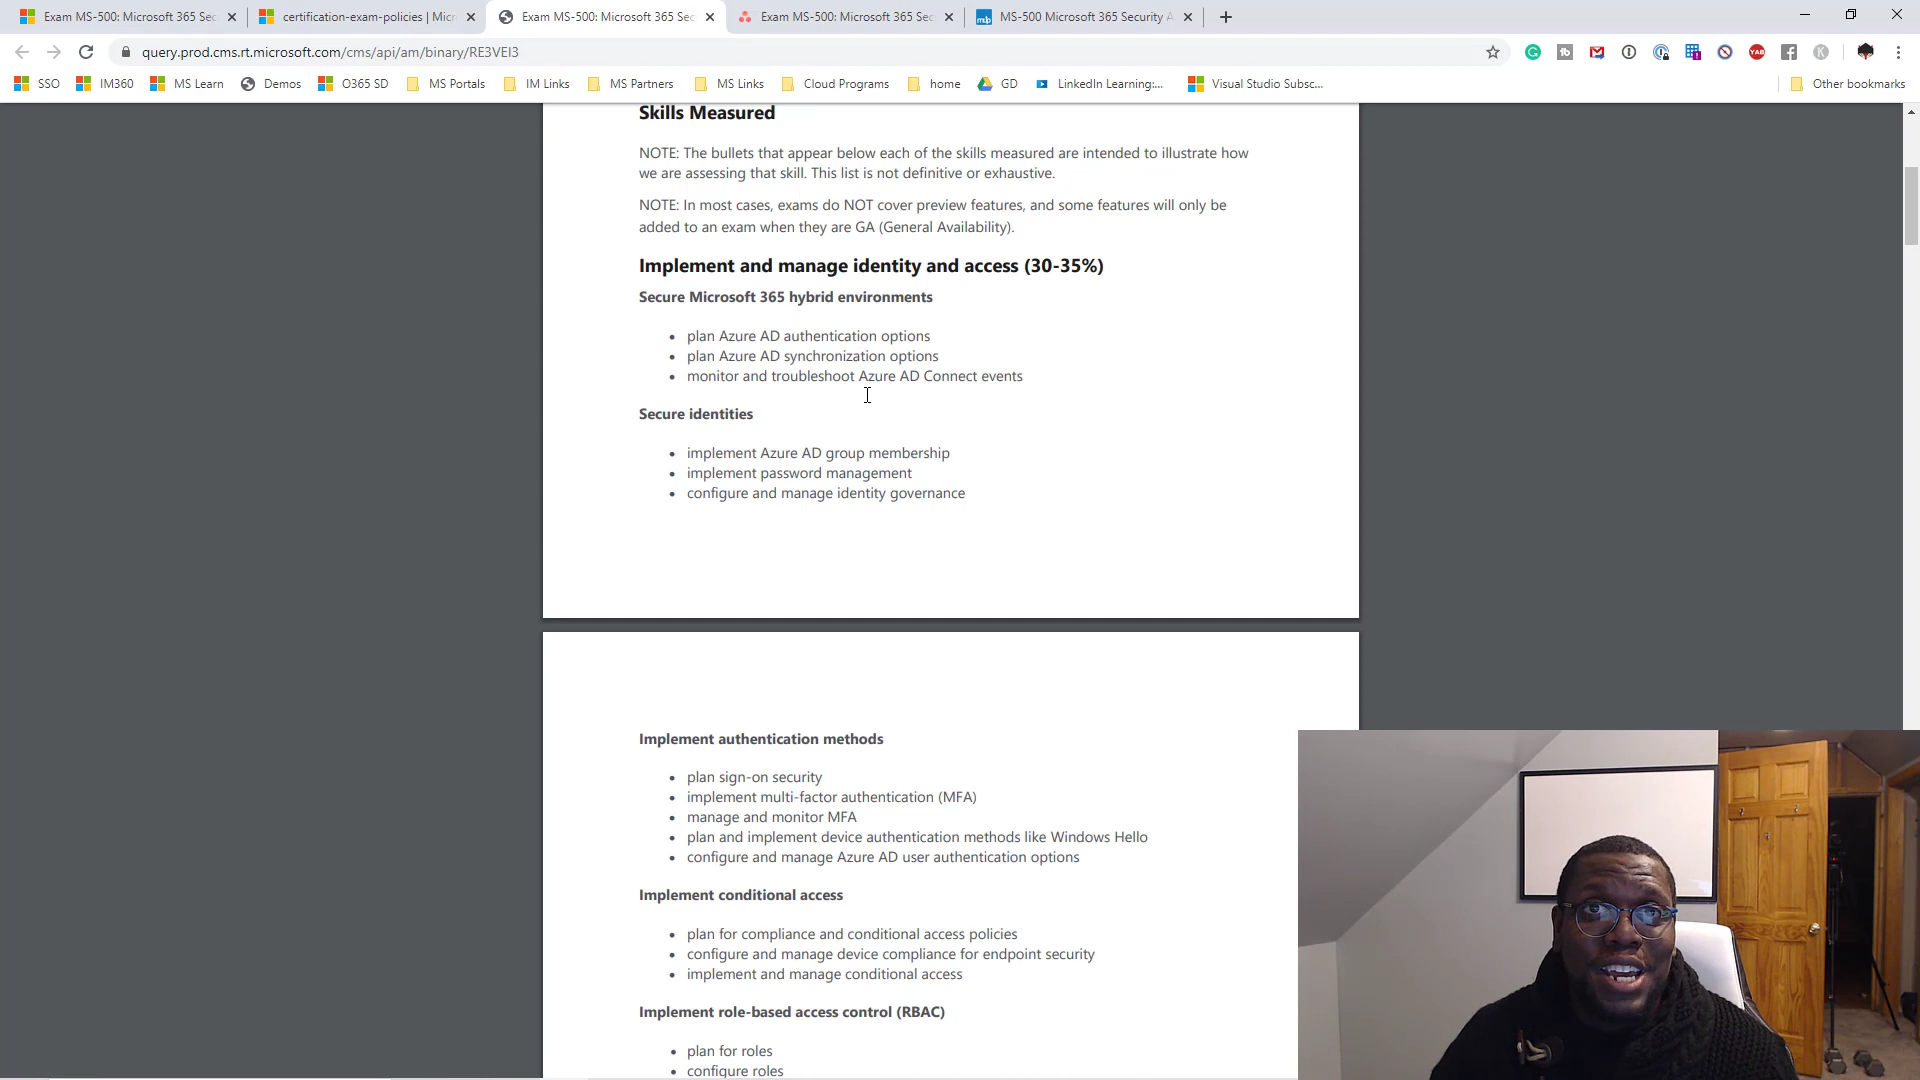 Exam MS-500: Microsoft 365 Sec
certification-exam-policies | Micr
Exam MS-500: Microsoft 365 Sec
Exam MS-500: Microsoft 365 Sec
MS-500 Microsoft 365 Security A
query.prod.cms.rt.microsoft.com/cms/api/am/binary/RE3VEI3
SSO IM360 MS Learn Demos O365 SD MS Portals IM Links MS Partners MS Links Cloud Programs home GD LinkedIn Learning:... Visual Studio Subsc... Other bookmarks
Skills Measured
NOTE: The bullets that appear below each of the skills measured are intended to illustrate how
we are assessing that skill. This list is not definitive or exhaustive.
NOTE: In most cases, exams do NOT cover preview features, and some features will only be
added to an exam when they are GA (General Availability).
Implement and manage identity and access (30-35%)
Secure Microsoft 365 hybrid environments
• plan Azure AD authentication options
• plan Azure AD synchronization options
• monitor and troubleshoot Azure AD Connect events
Secure identities
• implement Azure AD group membership
• implement password management
• configure and manage identity governance
Implement authentication methods
• plan sign-on security
• implement multi-factor authentication (MFA)
• manage and monitor MFA
• plan and implement device authentication methods like Windows Hello
• configure and manage Azure AD user authentication options
Implement conditional access
• plan for compliance and conditional access policies
• configure and manage device compliance for endpoint security
• implement and manage conditional access
Implement role-based access control (RBAC)
• plan for roles
• configure roles